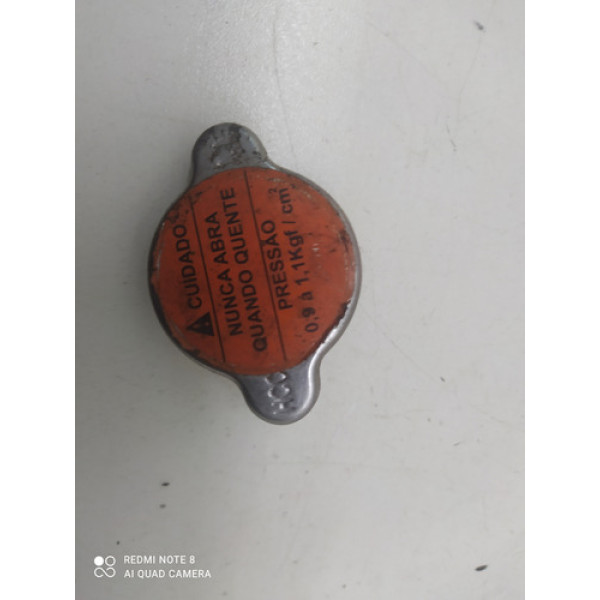 CUIDADO
NUNCA ABRA
QUANDO QUENTE
PRESSÃO
0,9 à 1,1Kgf / cm²
REDMI NOTE 8
AI QUAD CAMERA